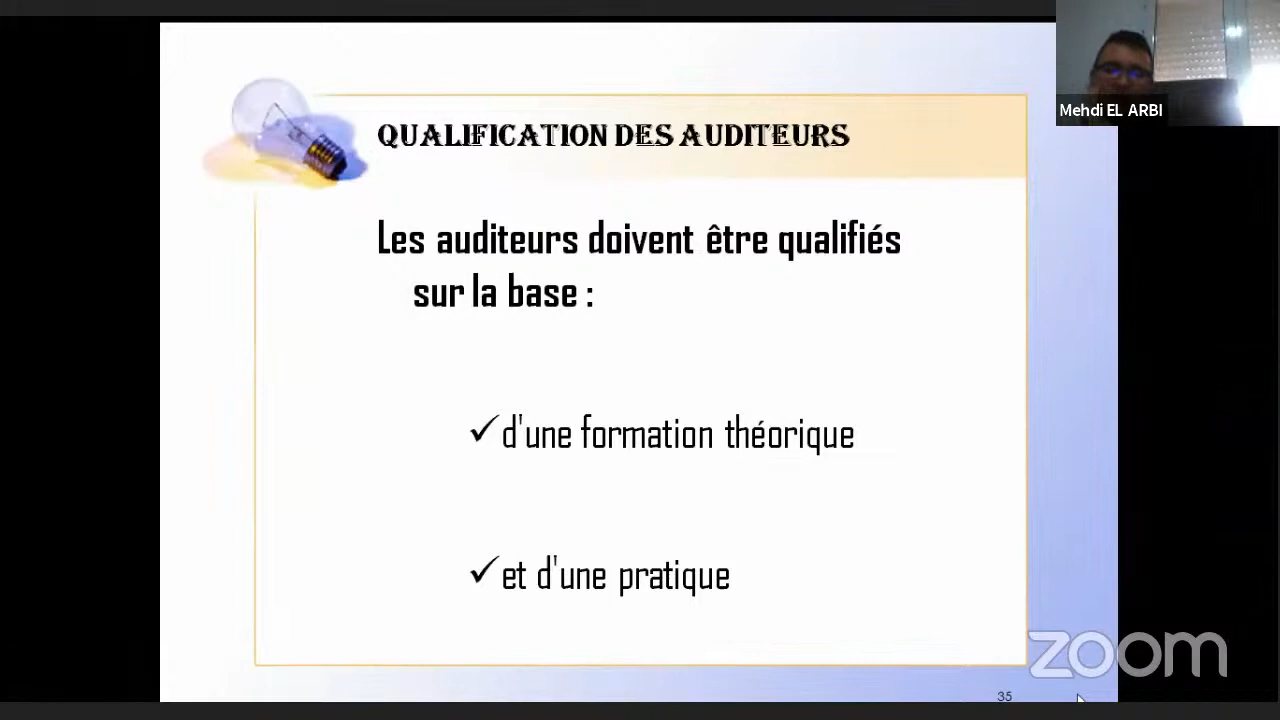 Mehdi EL ARBI
QUALIFICATION DES AUDITEURS
Les auditeurs doivent être qualifiés
sur la base :
✓d'une formation théorique
✓et d'une pratique
zoom
35